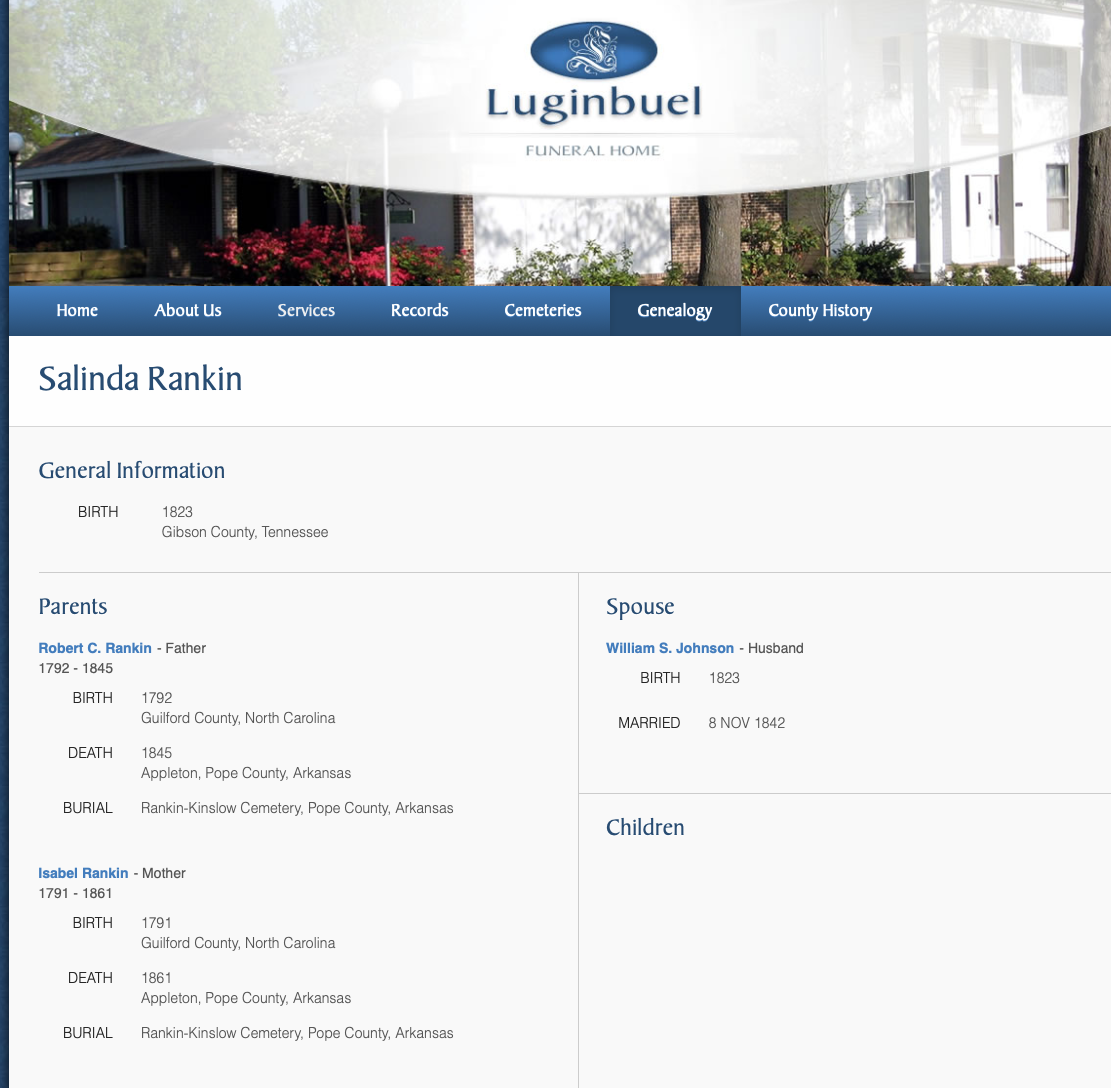 Luginbuel
FUNERAL HOME
Home About Us Services Records Cemeteries Genealogy County History
Salinda Rankin
General Information
BIRTH 1823
Gibson County, Tennessee
Parents
Robert C. Rankin - Father
1792 - 1845
BIRTH 1792
Guilford County, North Carolina
DEATH 1845
Appleton, Pope County, Arkansas
BURIAL Rankin-Kinslow Cemetery, Pope County, Arkansas
Isabel Rankin - Mother
1791 - 1861
BIRTH 1791
Guilford County, North Carolina
DEATH 1861
Appleton, Pope County, Arkansas
BURIAL Rankin-Kinslow Cemetery, Pope County, Arkansas
Spouse
William S. Johnson - Husband
BIRTH 1823
MARRIED 8 NOV 1842
Children